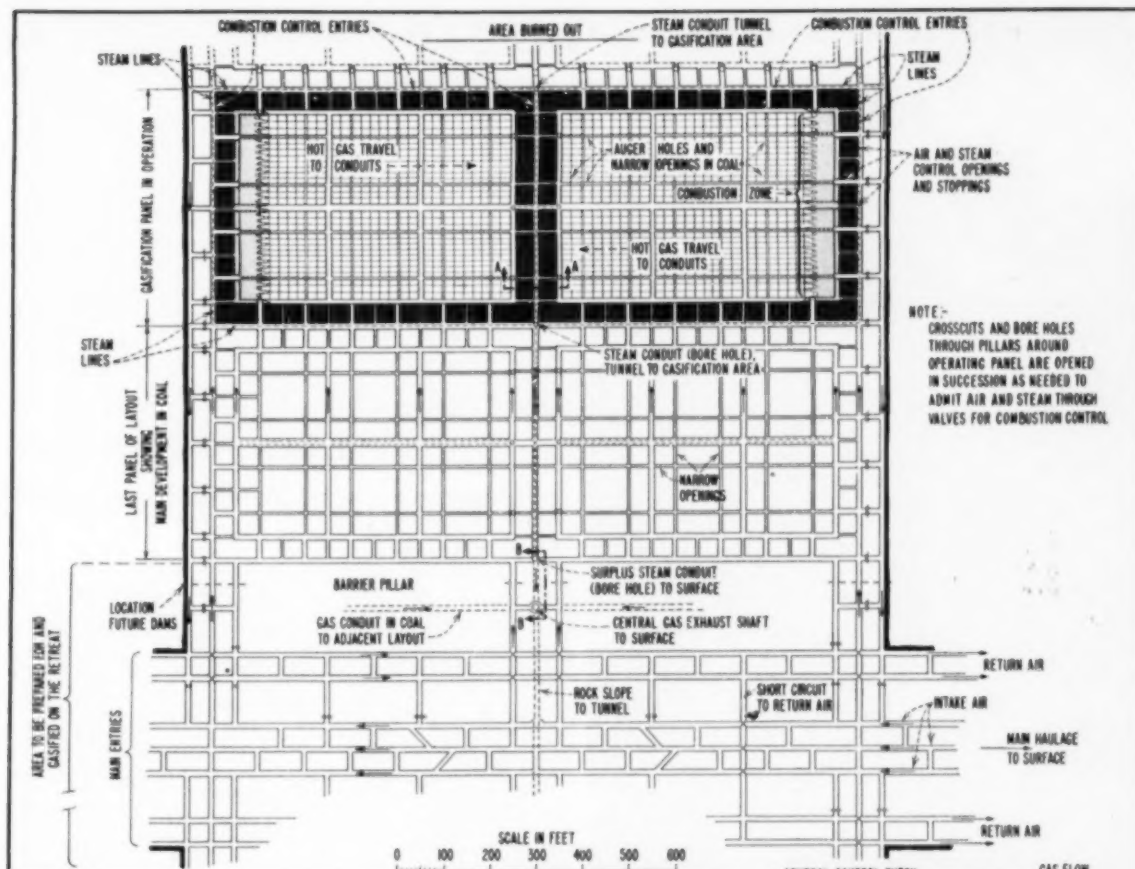 COMBUSTION CONTROL ENTRIES
AREA BURNED OUT
STEAM CONDUIT TUNNEL
TO GASIFICATION AREA
COMBUSTION CONTROL ENTRIES
STEAM LINES
STEAM
LINES
GASIFICATION PANEL IN OPERATION
HOT GAS TRAVEL
TO CONDUITS
AUGER HOLES AND
NARROW OPENINGS IN COAL
COMBUSTION ZONE
AIR AND STEAM
CONTROL OPENINGS
AND STOPPINGS
HOT GAS TRAVEL
TO CONDUITS
A
A
STEAM
LINES
STEAM CONDUIT (BORE HOLE),
TUNNEL TO GASIFICATION AREA
NOTE:-
CROSSCUTS AND BORE HOLES
THROUGH PILLARS AROUND
OPERATING PANEL ARE OPENED
IN SUCCESSION AS NEEDED TO
ADMIT AIR AND STEAM THROUGH
VALVES FOR COMBUSTION CONTROL
LAST PANEL OF LAYOUT
SHOWING
MAIN DEVELOPMENT IN COAL
NARROW
OPENINGS
B
SURPLUS STEAM CONDUIT
(BORE HOLE) TO SURFACE
BARRIER PILLAR
LOCATION
FUTURE DAMS
GAS CONDUIT IN COAL
TO ADJACENT LAYOUT
B
CENTRAL GAS EXHAUST SHAFT
TO SURFACE
AREA TO BE PREPARED FOR AND
GASIFIED ON THE RETREAT
MAIN ENTRIES
RETURN AIR
ROCK SLOPE
TO TUNNEL
SHORT CIRCUIT
TO RETURN AIR
INTAKE AIR
MAIN HAULAGE
TO SURFACE
RETURN AIR
SCALE IN FEET
0 100 200 300 400 500 600
GAS FLOW